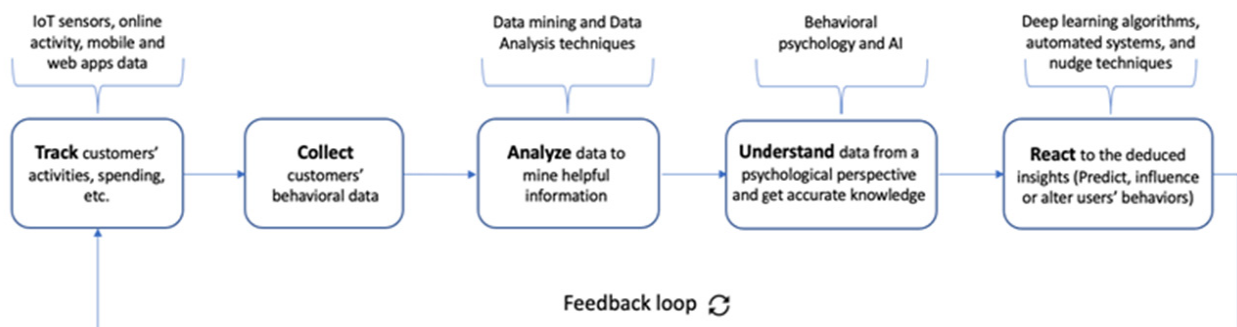 IoT sensors, online
activity, mobile and
web apps data
Data mining and Data
Analysis techniques
Behavioral
psychology and AI
Deep learning algorithms,
automated systems, and
nudge techniques
Track customers'
activities, spending,
etc.
Collect
customers'
behavioral data
Analyze data to
mine helpful
information
Understand data from a
psychological perspective
and get accurate knowledge
React to the deduced
insights (Predict, influence
or alter users' behaviors)
Feedback loop